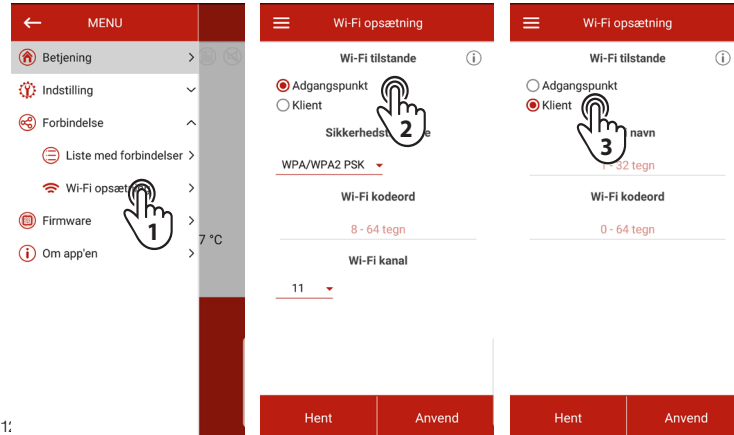 MENU
Betjening
Indstilling
Forbindelse
Liste med forbindelser
Wi-Fi
Firmware
Om app'en
7 °C
1
Wi-Fi opsætning
Wi-Fi tilstande
Adgangspunkt
Klient
2
WPA/WPA2 PSK
Wi-Fi kodeord
8 - 64 tegn
Wi-Fi kanal
11
Hent Anvend
Wi-Fi opsætning
Wi-Fi tilstande
Adgangspunkt
Klient
3
navn
32 tegn
Wi-Fi kodeord
0 - 64 tegn
Hent Anvend